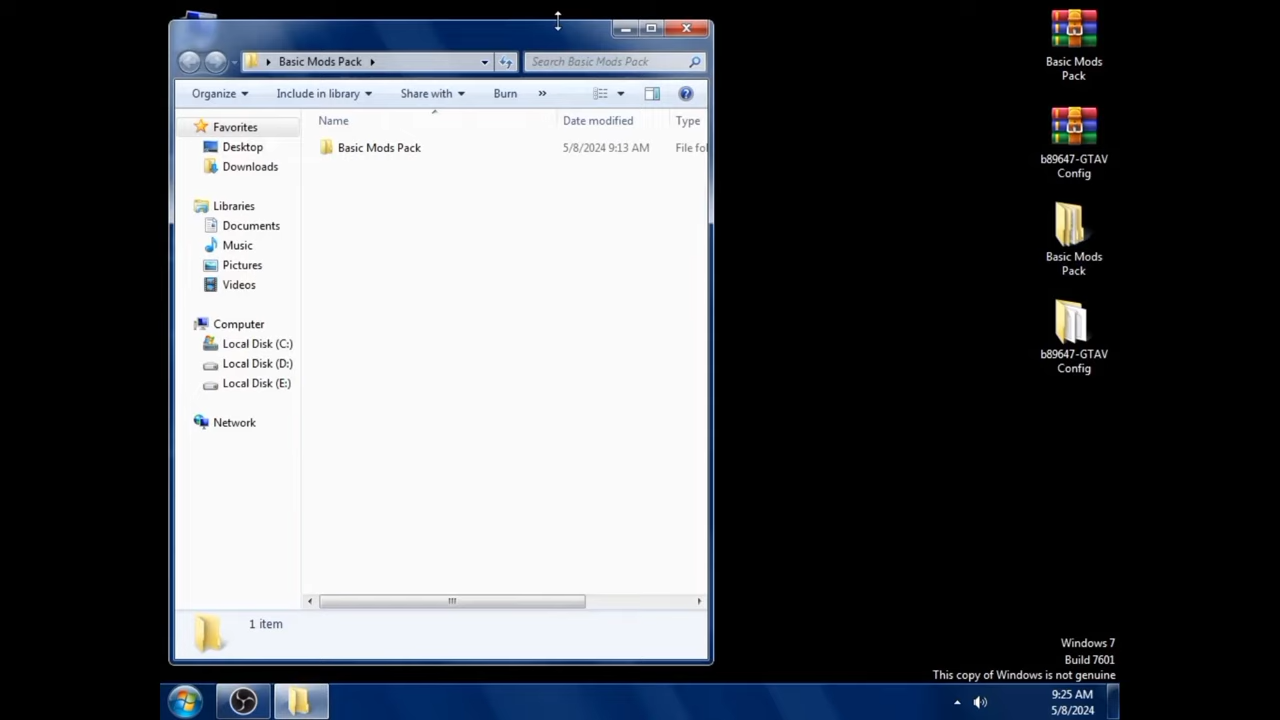 Basic Mods Pack
Search Basic Mods Pack
Organize
Include in library
Share with
Burn
»
Name
Date modified
Type
Favorites
Desktop
Downloads
Libraries
Documents
Music
Pictures
Videos
Computer
Local Disk (C:)
Local Disk (D:)
Local Disk (E:)
Network
Basic Mods Pack
5/8/2024 9:13 AM
File fol
1 item
Basic Mods
Pack
b89647-GTAV
Config
Basic Mods
Pack
b89647-GTAV
Config
Windows 7
Build 7601
This copy of Windows is not genuine
9:25 AM
5/8/2024